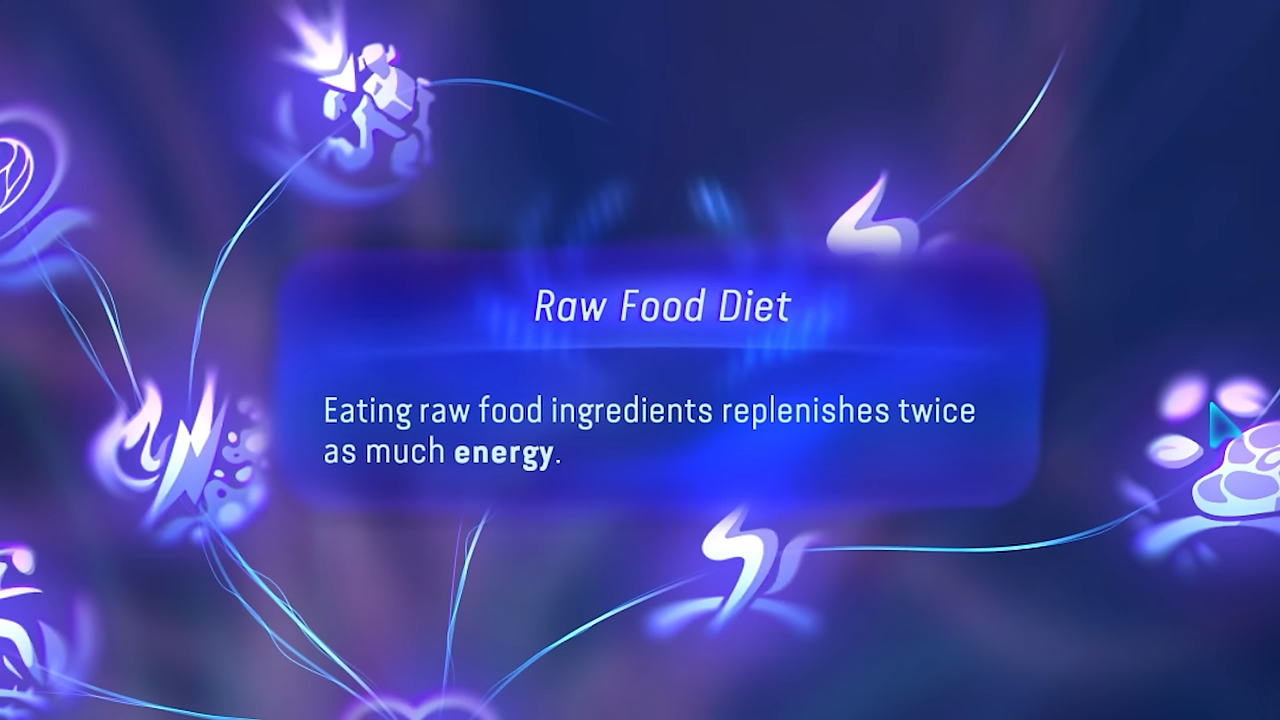 Raw Food Diet
Eating raw food ingredients replenishes twice
as much energy.